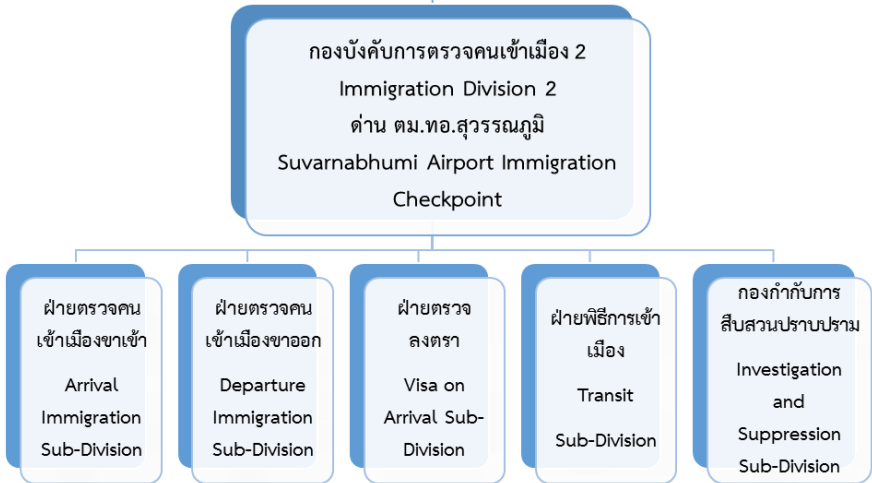 กองบังคับการตรวจคนเข้าเมือง 2
Immigration Division 2
ด่าน ตม.ทอ.สุวรรณภูมิ
Suvarnabhumi Airport Immigration
Checkpoint
ฝ่ายตรวจคน
เข้าเมืองขาเข้า
Arrival
Immigration
Sub-Division
ฝ่ายตรวจคน
เข้าเมืองขาออก
Departure
Immigration
Sub-Division
ฝ่ายตรวจ
ลงตรา
Visa on
Arrival Sub-
Division
ฝ่ายพิธีการเข้า
เมือง
Transit
Sub-Division
กองกำกับการ
สืบสวนปราบปราม
Investigation
and
Suppression
Sub-Division